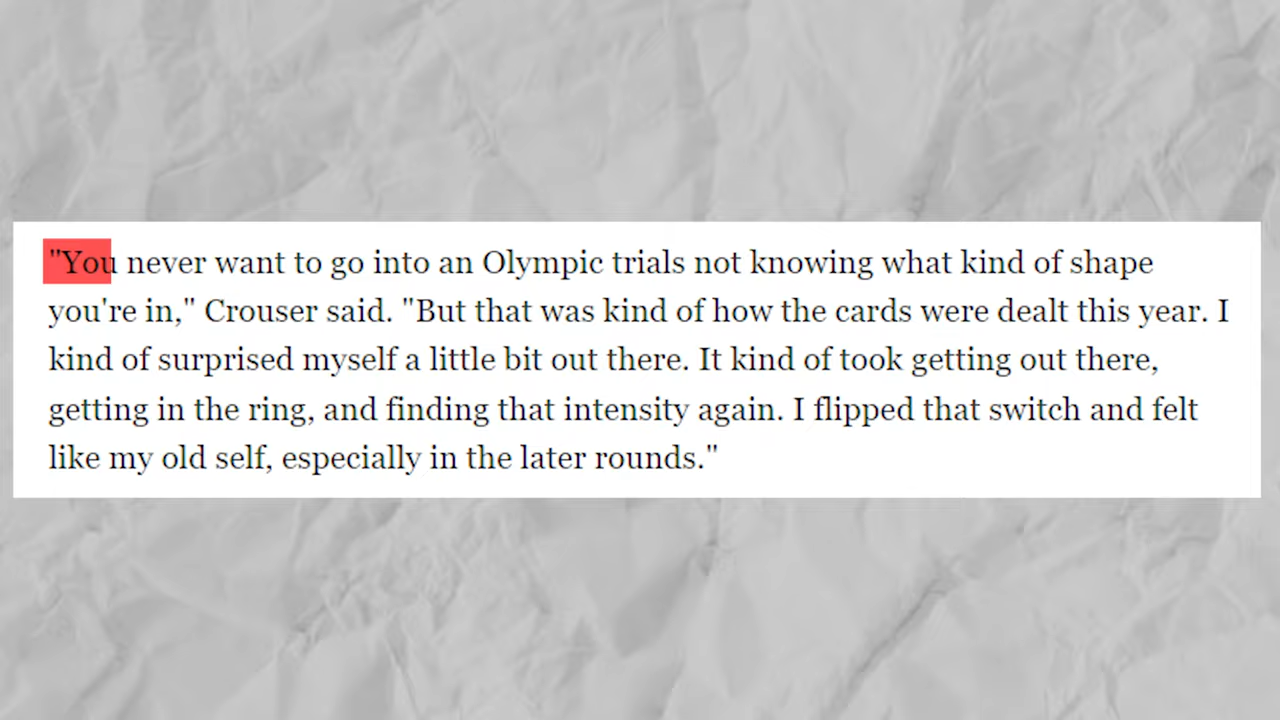 "You never want to go into an Olympic trials not knowing what kind of shape
you're in," Crouser said. "But that was kind of how the cards were dealt this year. I
kind of surprised myself a little bit out there. It kind of took getting out there,
getting in the ring, and finding that intensity again. I flipped that switch and felt
like my old self, especially in the later rounds."